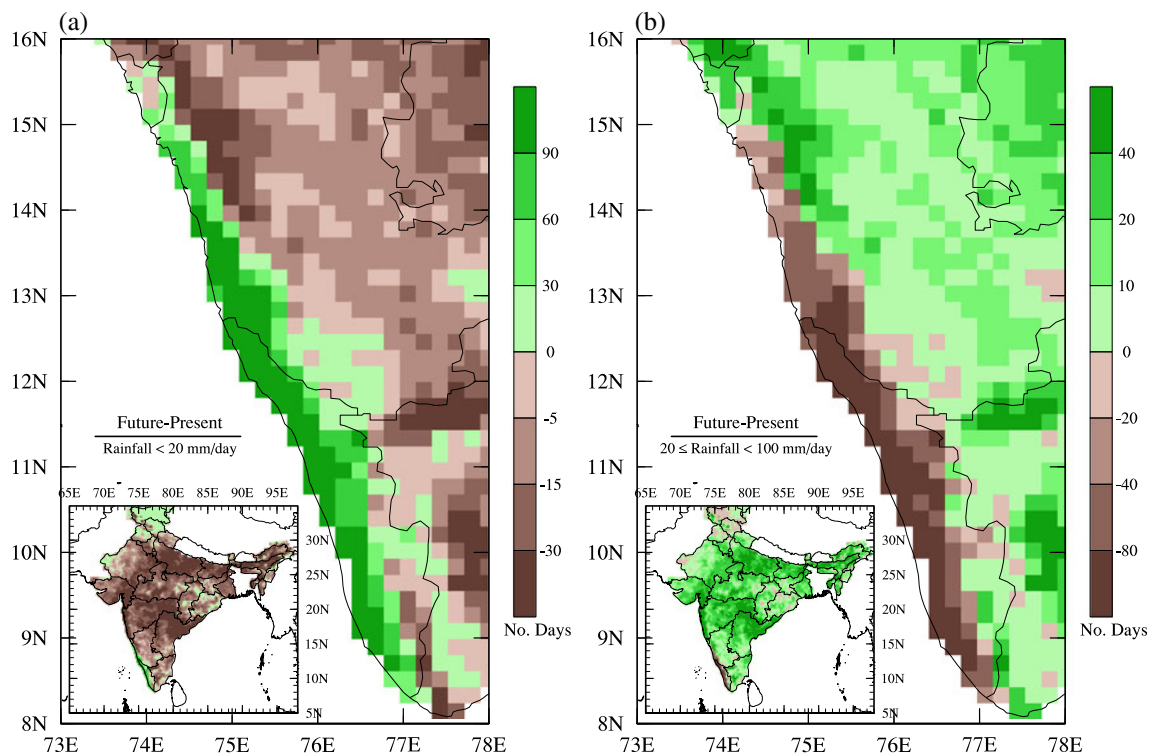 (a)
(b)
16N
15N
14N
13N
12N
11N
10N
9N
8N
73E 74E 75E 76E 77E 78E
90
60
30
0
-5
-15
-30
No. Days
Future-Present
Rainfall < 20 mm/day
65E 70E 75E 80E 85E 90E 95E
30N
25N
20N
15N
10N
5N
16N
15N
14N
13N
12N
11N
10N
9N
8N
73E 74E 75E 76E 77E 78E
40
20
10
0
-20
-40
-80
No. Days
Future-Present
20 ≤ Rainfall < 100 mm/day
65E 70E 75E 80E 85E 90E 95E
30N
25N
20N
15N
10N
5N